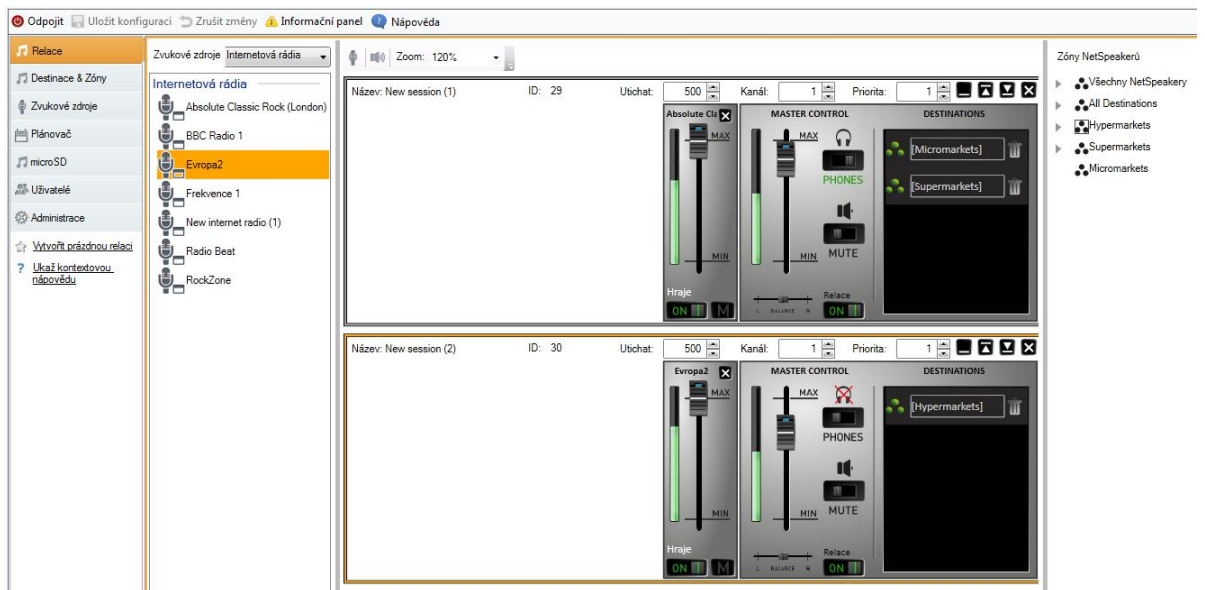 Odpojit Uložit konfiguraci Zrušit změny Informační panel Nápověda
Relace
Destinace & Zóny
Zvukové zdroje
Plánovač
microSD
Uživatelé
Administrace
Vytvořit prázdnou relaci
Ukaž kontextovou
nápovědu
Zvukové zdroje Internetová rádia
Internetová rádia
Absolute Classic Rock (London)
BBC Radio 1
Evropa2
Frekvence 1
New internet radio (1)
Radio Beat
RockZone
Zoom: 120%
Název: New session (1) ID: 29 Utichat: 500 Kanál: 1 Priorita: 1
Absolute Cla MASTER CONTROL DESTINATIONS
MAX MAX
[Micromarkets]
PHONES
[Supermarkets]
MIN MIN MUTE
Hraje
Relace
ON M L BALANCE R ON
Název: New session (2) ID: 30 Utichat: 500 Kanál: 1 Priorita: 1
Evropa2 MASTER CONTROL DESTINATIONS
MAX MAX
[Hypermarkets]
PHONES
MIN MIN MUTE
Hraje
Relace
ON M L BALANCE R ON
Zóny NetSpeakerů
Všechny NetSpeakery
All Destinations
Hypermarkets
Supermarkets
Micromarkets